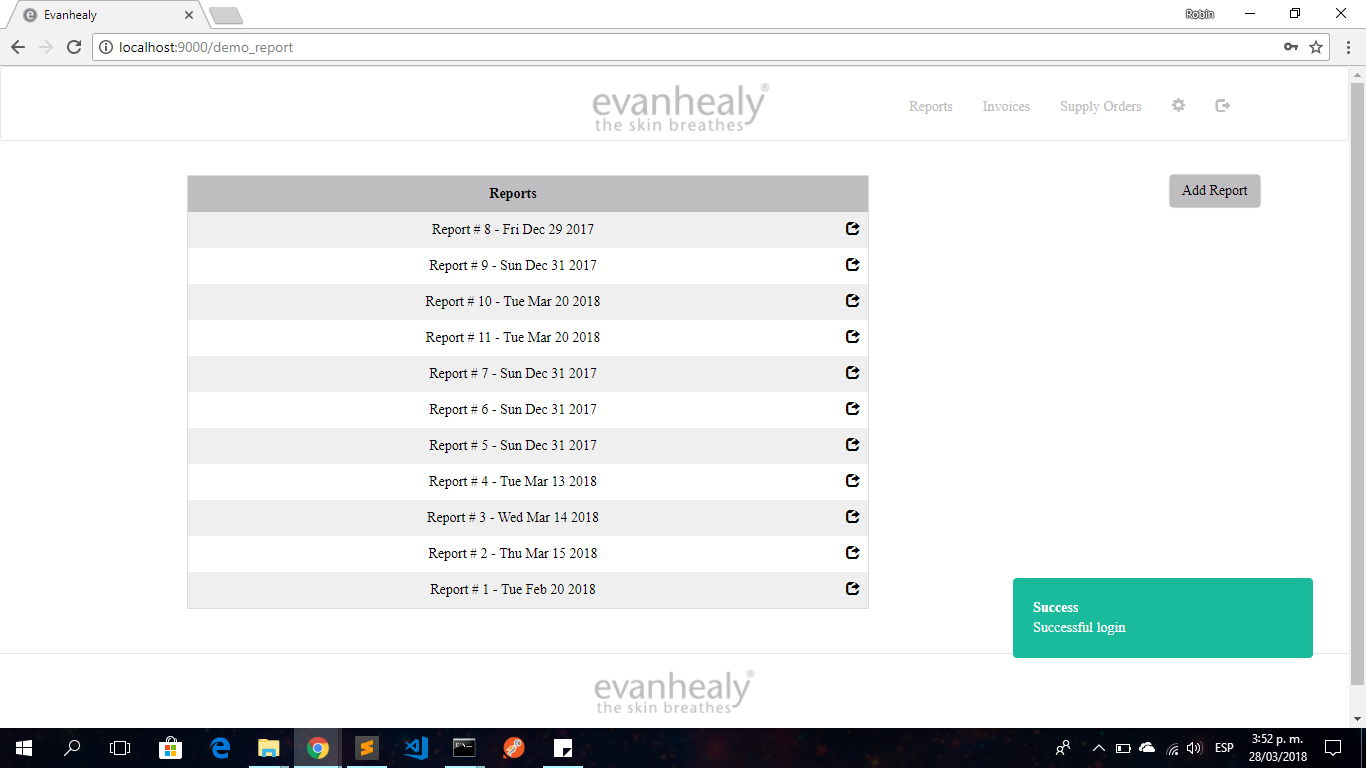 Evanhealy
Robin
localhost:9000/demo_report
evanhealy®
the skin breathes
Reports
Invoices
Supply Orders
Reports
Add Report
Report # 8 - Fri Dec 29 2017
Report # 9 - Sun Dec 31 2017
Report # 10 - Tue Mar 20 2018
Report # 11 - Tue Mar 20 2018
Report # 7 - Sun Dec 31 2017
Report # 6 - Sun Dec 31 2017
Report # 5 - Sun Dec 31 2017
Report # 4 - Tue Mar 13 2018
Report # 3 - Wed Mar 14 2018
Report # 2 - Thu Mar 15 2018
Report # 1 - Tue Feb 20 2018
Success
Successful login
evanhealy®
the skin breathes
ESP
3:52 p. m.
28/03/2018